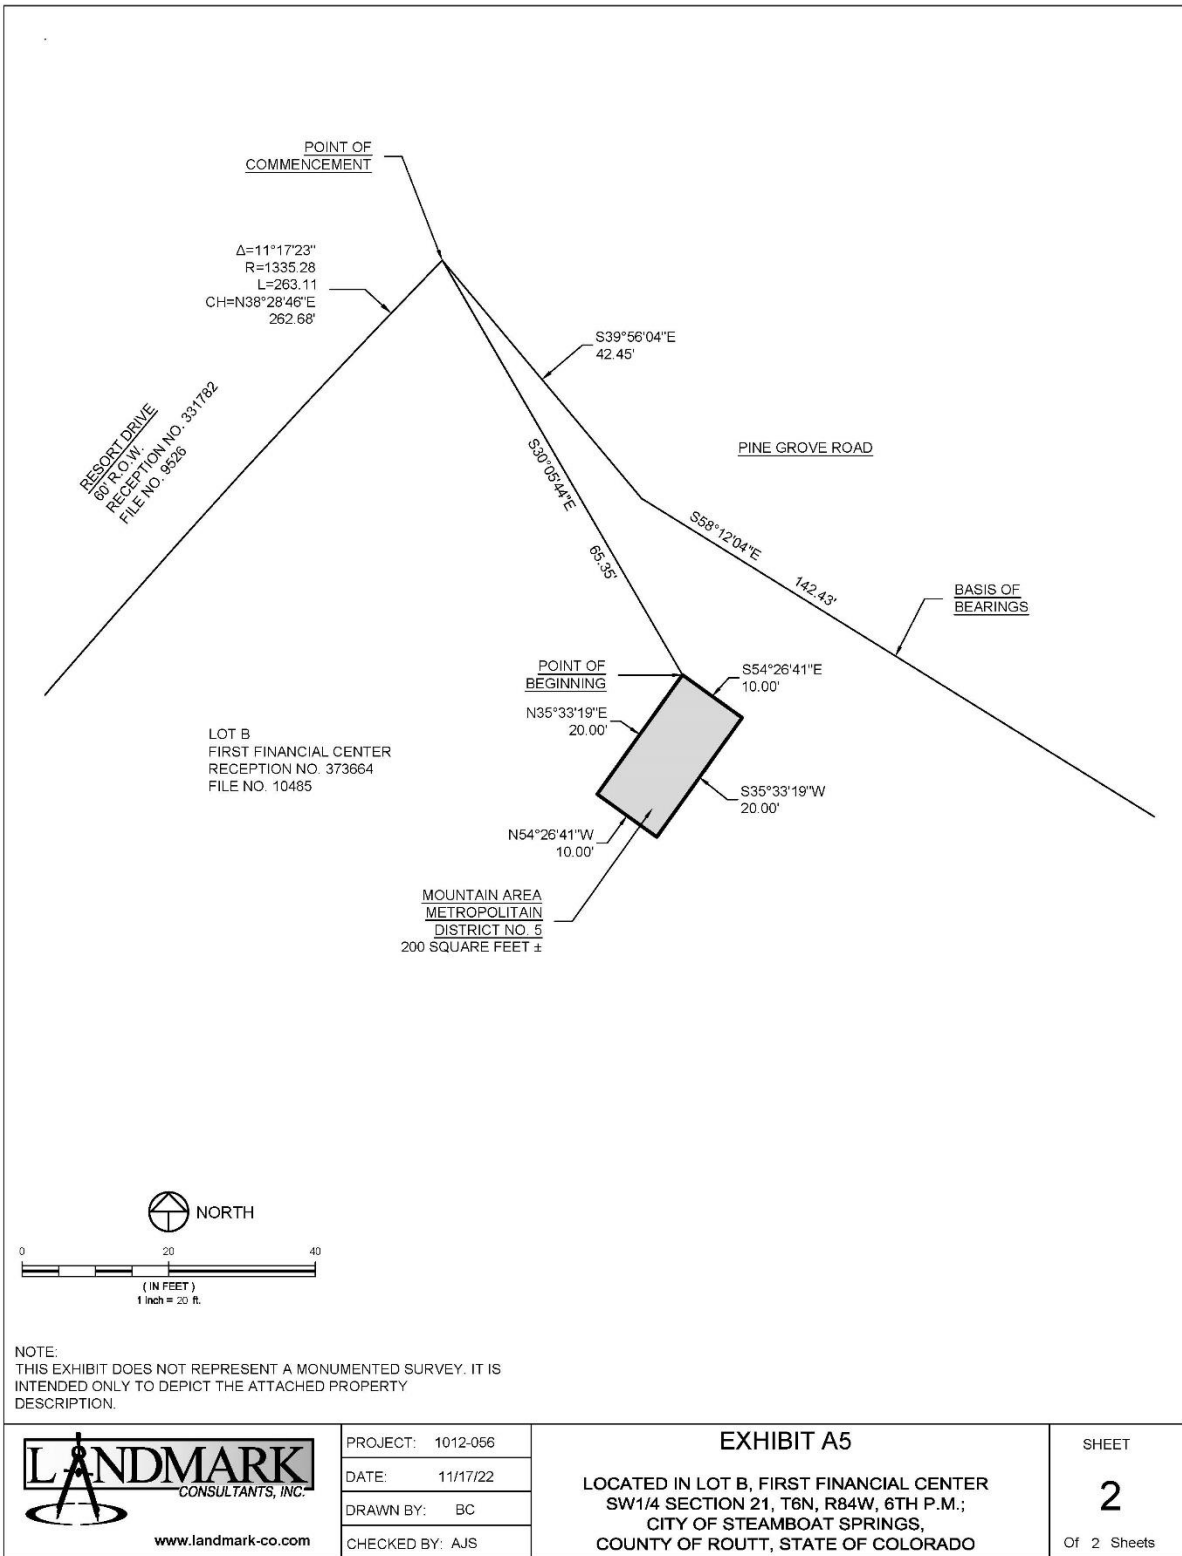 POINT OF
COMMENCEMENT
Δ=11°17'23"
R=1335.28
L=263.11
CH=N38°28'46"E
262.68'
S39°56'04"E
42.45'
RESORT DRIVE
60' R.O.W.
RECEPTION NO. 331782
FILE NO. 9526
PINE GROVE ROAD
S30°05'44"E
65.35'
S58°12'04"E
142.43'
BASIS OF
BEARINGS
POINT OF
BEGINNING
S54°26'41"E
10.00'
N35°33'19"E
20.00'
LOT B
FIRST FINANCIAL CENTER
RECEPTION NO. 373664
FILE NO. 10485
S35°33'19"W
20.00'
N54°26'41"W
10.00'
MOUNTAIN AREA
METROPOLITAIN
DISTRICT NO. 5
200 SQUARE FEET ±
NORTH
0 20 40
( IN FEET )
1 inch = 20 ft.
NOTE:
THIS EXHIBIT DOES NOT REPRESENT A MONUMENTED SURVEY. IT IS
INTENDED ONLY TO DEPICT THE ATTACHED PROPERTY
DESCRIPTION.
LANDMARK
CONSULTANTS, INC.
www.landmark-co.com
PROJECT: 1012-056
DATE: 11/17/22
DRAWN BY: BC
CHECKED BY: AJS
EXHIBIT A5
LOCATED IN LOT B, FIRST FINANCIAL CENTER
SW1/4 SECTION 21, T6N, R84W, 6TH P.M.;
CITY OF STEAMBOAT SPRINGS,
COUNTY OF ROUTT, STATE OF COLORADO
SHEET
2
Of 2 Sheets